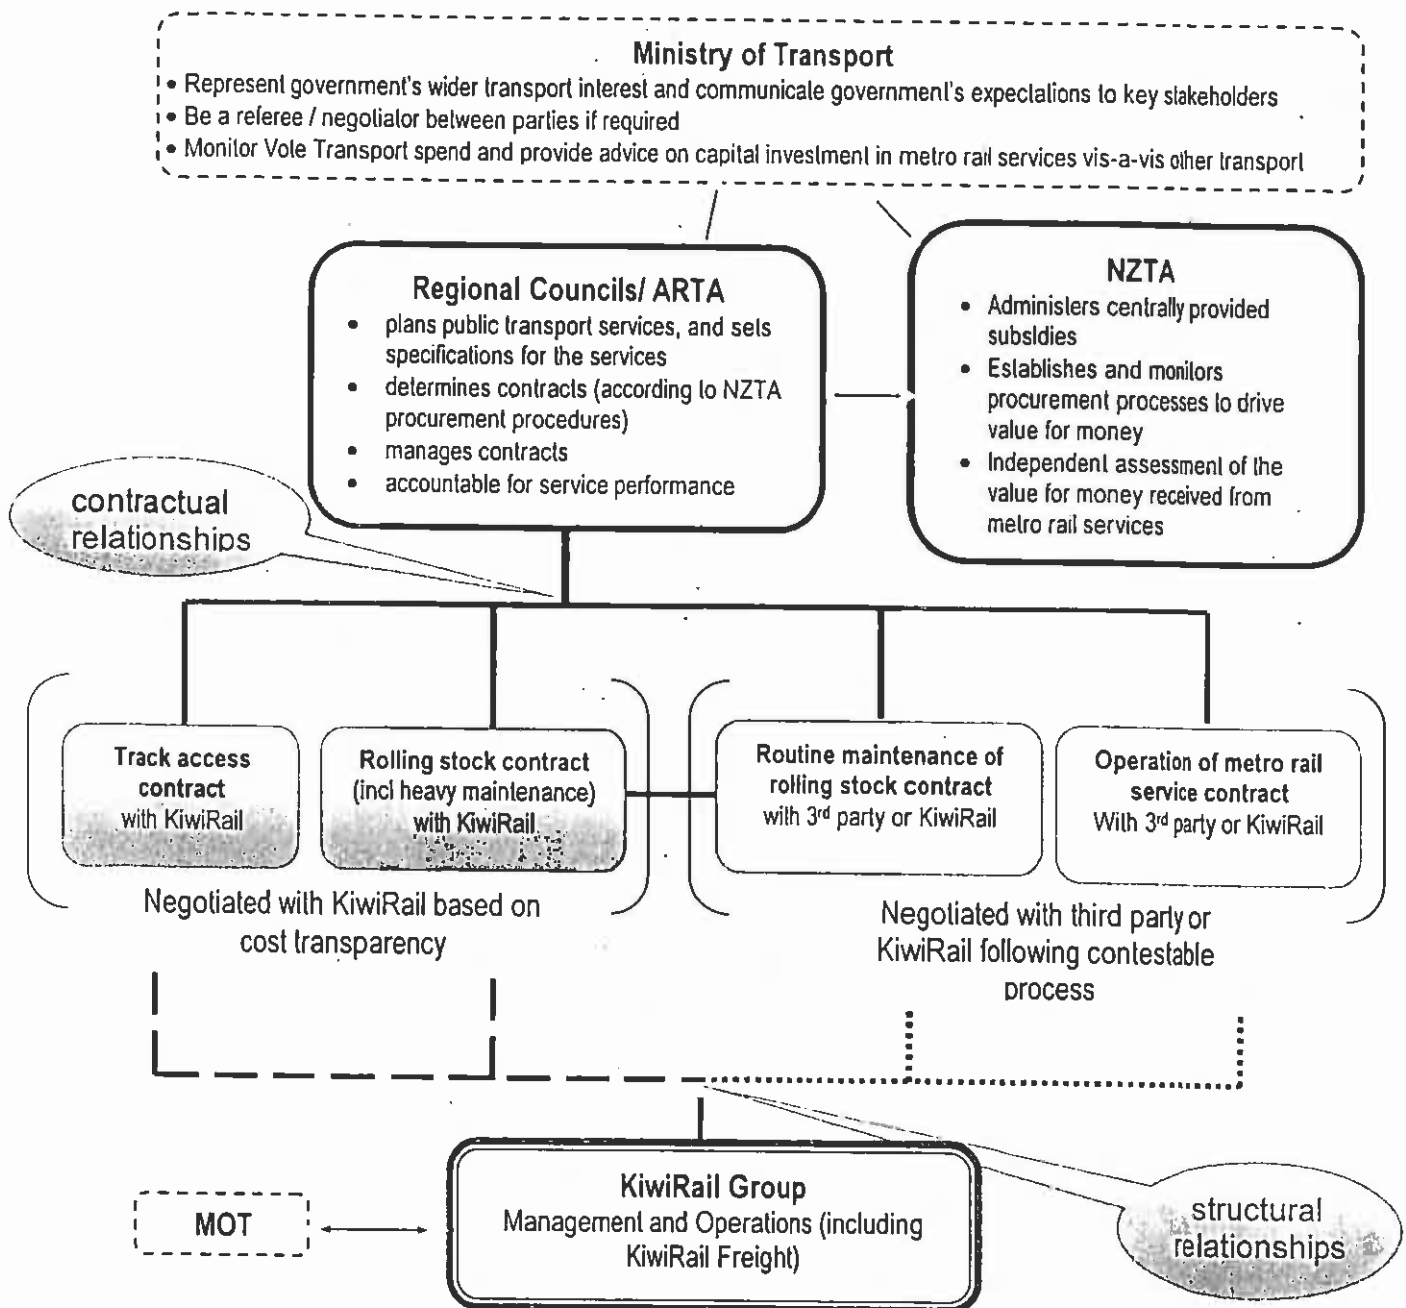 Ministry of Transport
• Represent government's wider transport interest and communicate government's expectations to key stakeholders
• Be a referee / negotiator between parties if required
• Monitor Vote Transport spend and provide advice on capital investment in metro rail services vis-a-vis other transport
Regional Councils/ ARTA
• plans public transport services, and sets
specifications for the services
• determines contracts (according to NZTA
procurement procedures)
• manages contracts
• accountable for service performance
NZTA
• Administers centrally provided
subsidies
• Establishes and monitors
procurement processes to drive
value for money
• Independent assessment of the
value for money received from
metro rail services
contractual
relationships
Track access
contract
with KiwiRail
Rolling stock contract
(incl heavy maintenance)
with KiwiRail
Routine maintenance of
rolling stock contract
with 3rd party or KiwiRail
Operation of metro rail
service contract
With 3rd party or KiwiRail
Negotiated with KiwiRail based on
cost transparency
Negotiated with third party or
KiwiRail following contestable
process
KiwiRail Group
Management and Operations (including
KiwiRail Freight)
MOT
structural
relationships